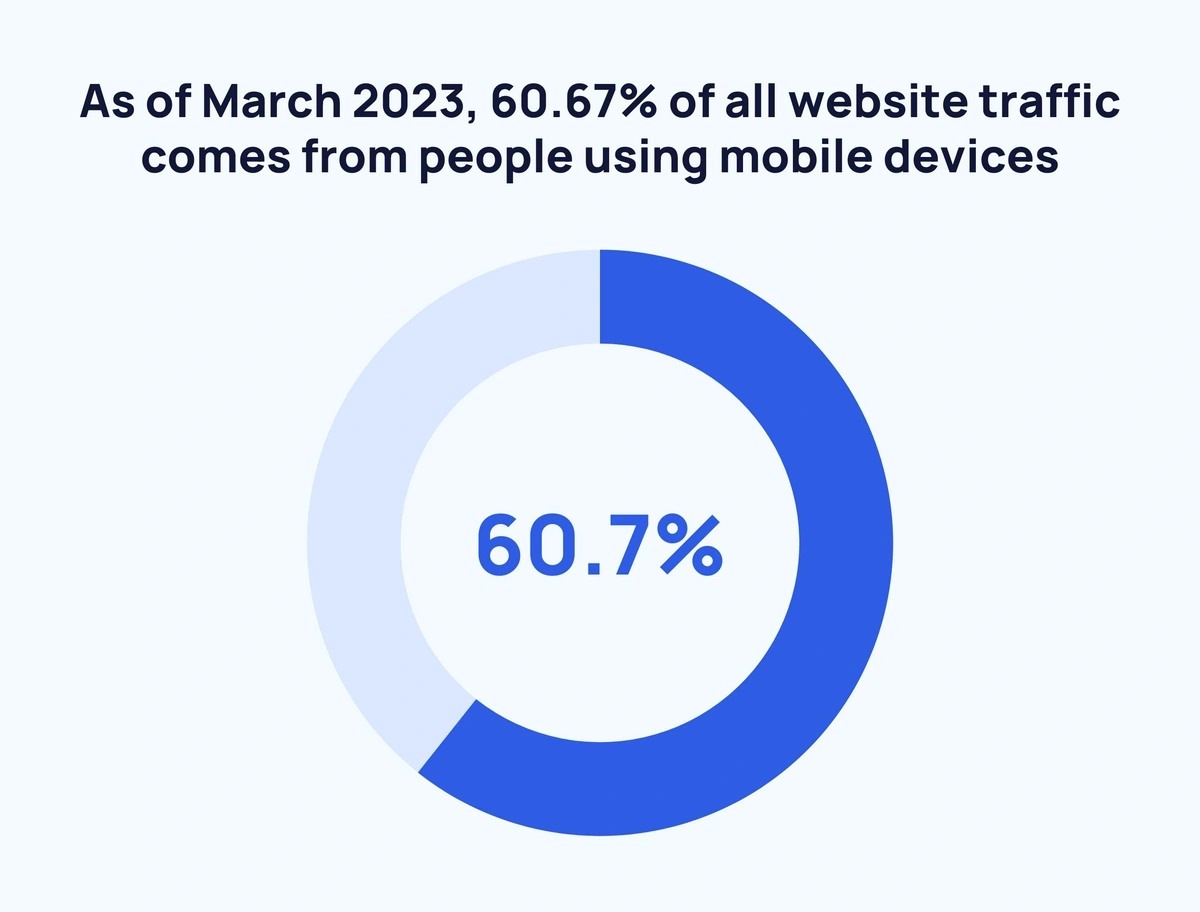 As of March 2023, 60.67% of all website traffic
comes from people using mobile devices
60.7%